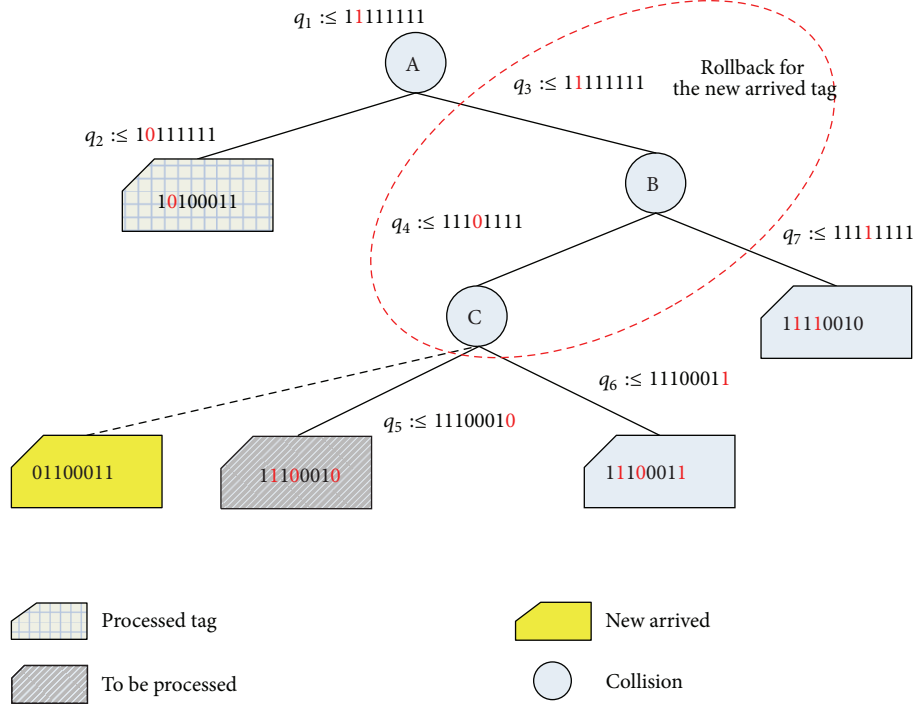 q1 :≤ 11111111
A
q3 :≤ 11111111
Rollback for
the new arrived tag
q2 :≤ 10111111
10100011
B
q4 :≤ 11101111
q7 :≤ 11111111
C
11110010
q6 :≤ 11100011
q5 :≤ 11100010
01100011
11100010
11100011
Processed tag
New arrived
To be processed
Collision